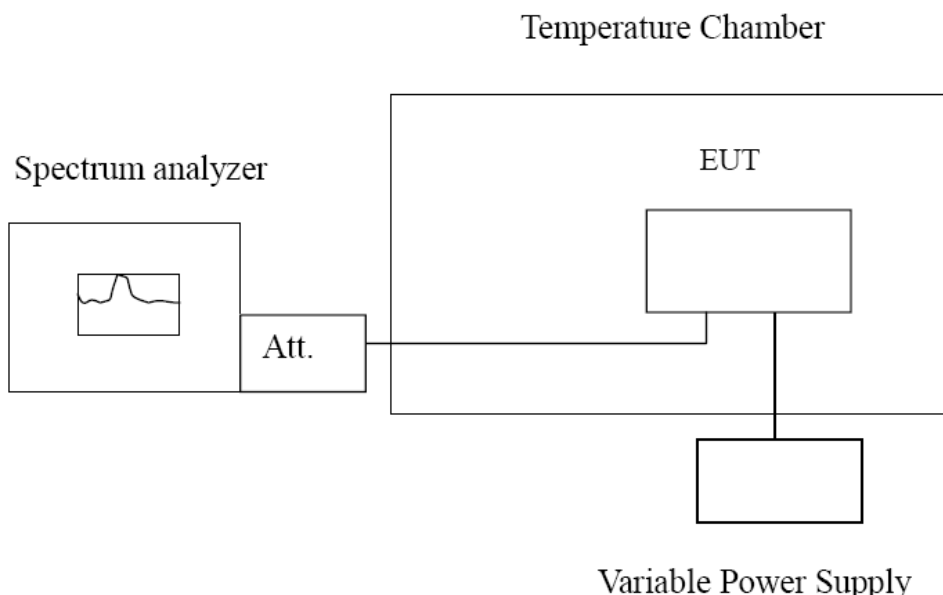 Temperature Chamber
Spectrum analyzer
EUT
Att.
Variable Power Supply